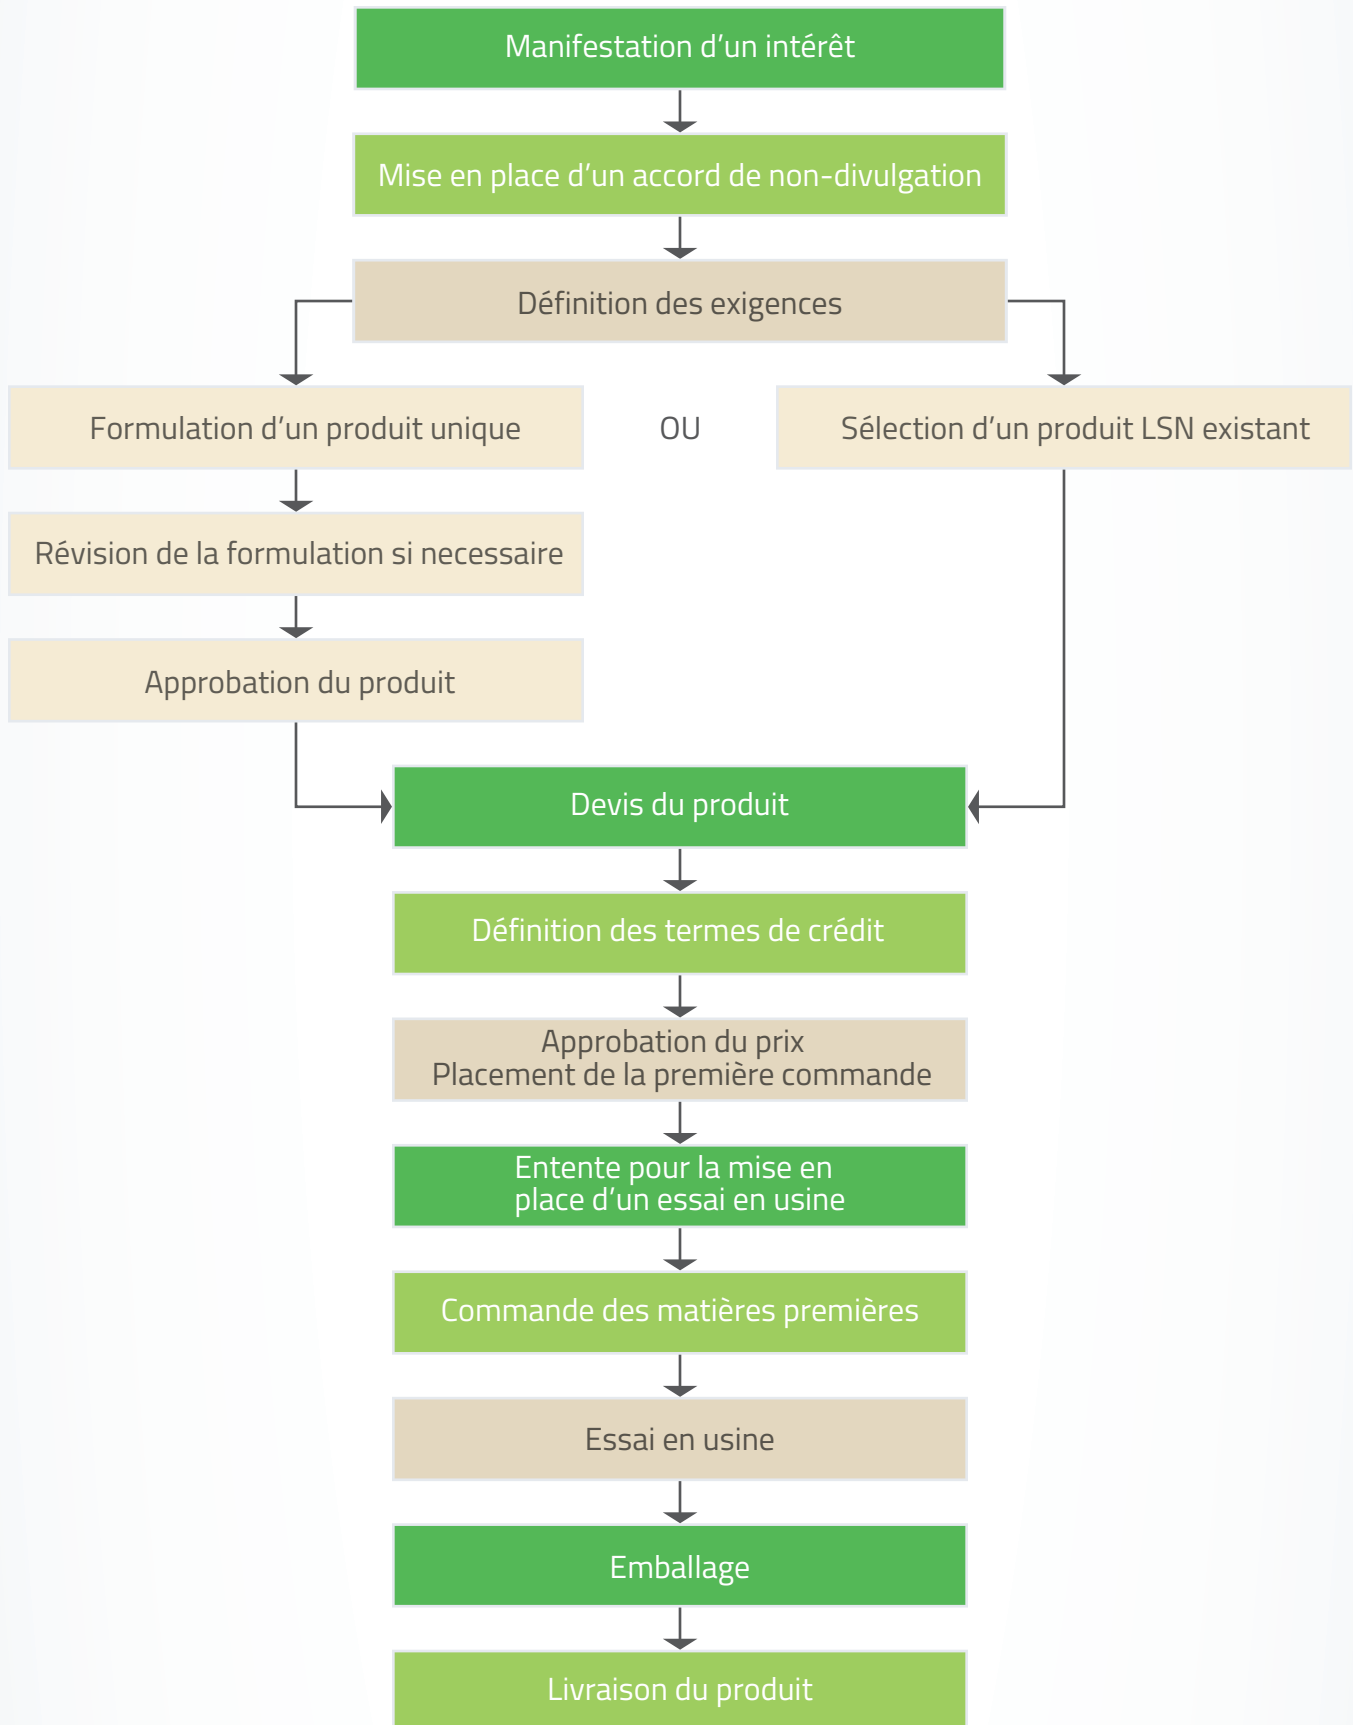 Manifestation d’un intérêt
Mise en place d’un accord de non-divulgation
Définition des exigences
Formulation d’un produit unique
OU
Sélection d’un produit LSN existant
Révision de la formulation si necessaire
Approbation du produit
Devis du produit
Définition des termes de crédit
Approbation du prix
Placement de la première commande
Entente pour la mise en
place d’un essai en usine
Commande des matières premières
Essai en usine
Emballage
Livraison du produit